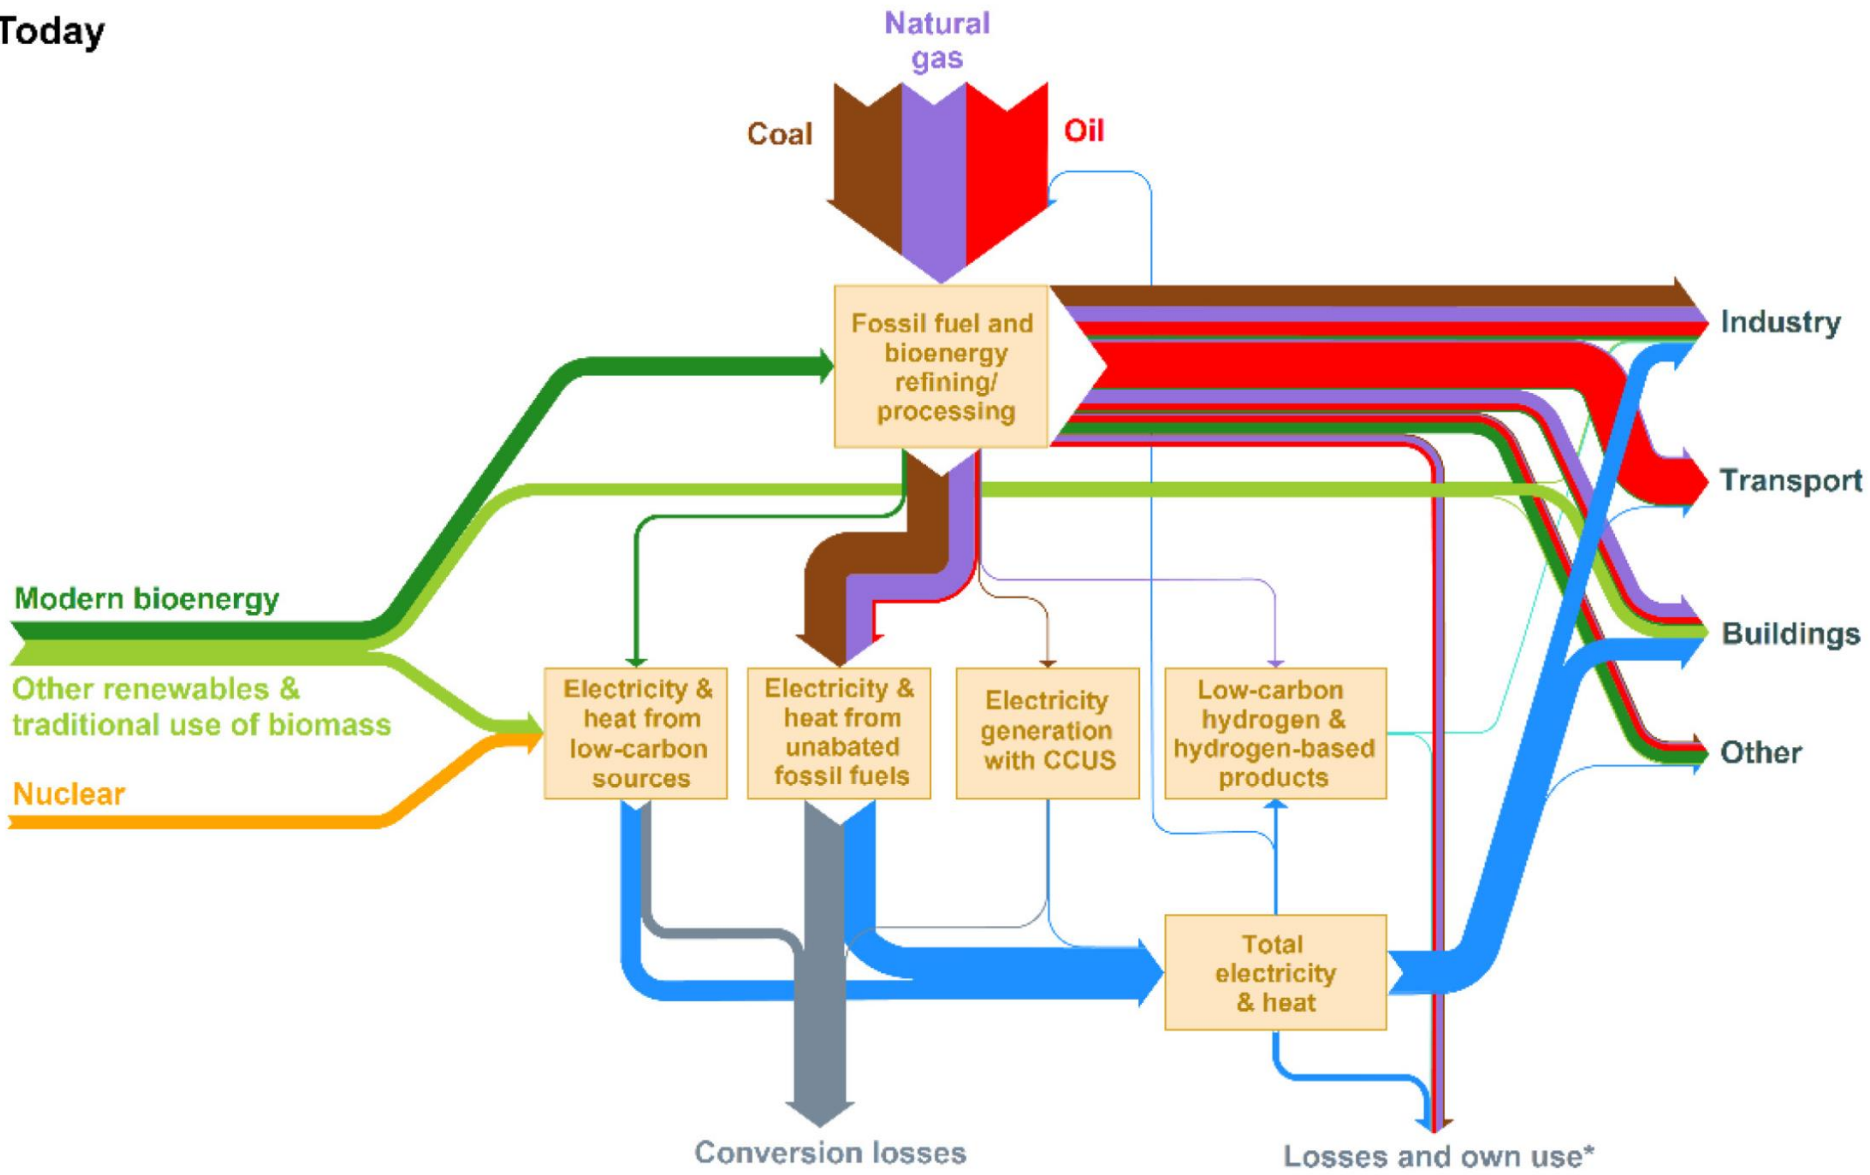 Today
Natural
gas
Coal
Oil
Fossil fuel and
bioenergy
refining/
processing
Industry
Transport
Buildings
Other
Modern bioenergy
Other renewables &
traditional use of biomass
Nuclear
Electricity &
heat from
low-carbon
sources
Electricity &
heat from
unabated
fossil fuels
Electricity
generation
with CCUS
Low-carbon
hydrogen &
hydrogen-based
products
Total
electricity
& heat
Conversion losses
Losses and own use*